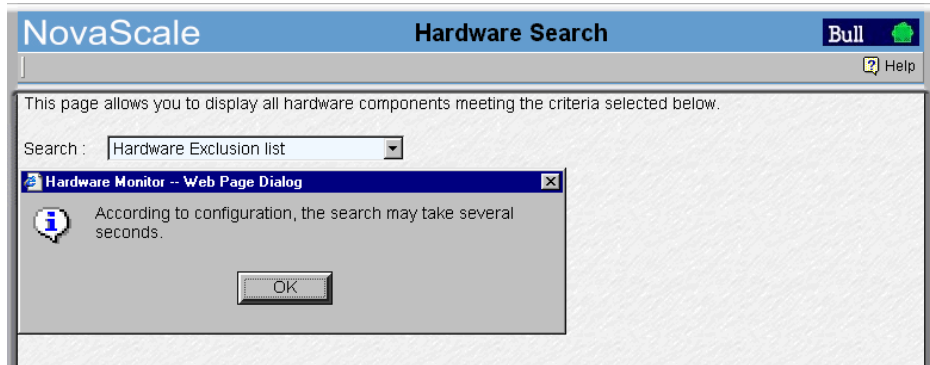 NovaScale Hardware Search Bull
Help
This page allows you to display all hardware components meeting the criteria selected below.
Search : Hardware Exclusion list
Hardware Monitor -- Web Page Dialog
According to configuration, the search may take several
seconds.
OK